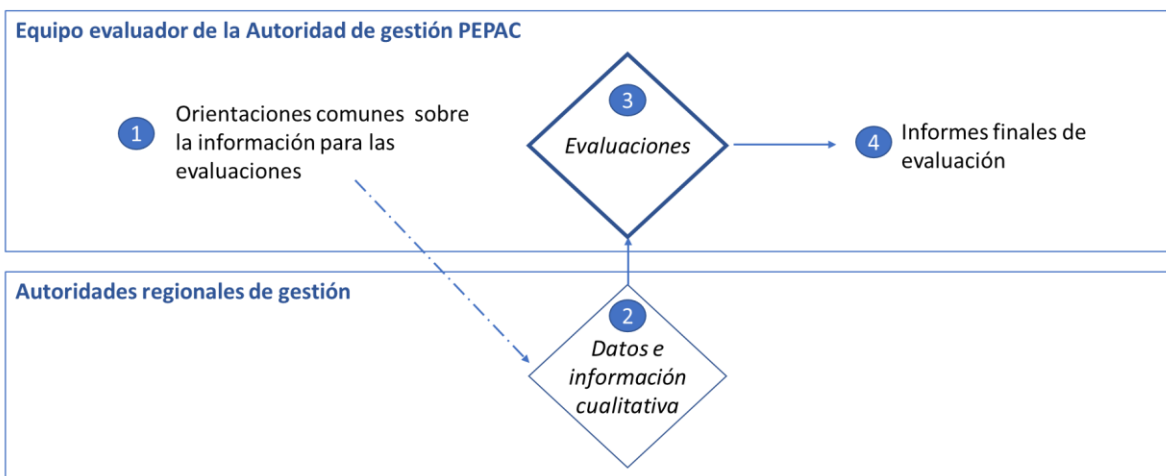 Equipo evaluador de la Autoridad de gestión PEPAC
1
Orientaciones comunes sobre
la información para las
evaluaciones
3
Evaluaciones
4
Informes finales de
evaluación
Autoridades regionales de gestión
2
Datos e
información
cualitativa